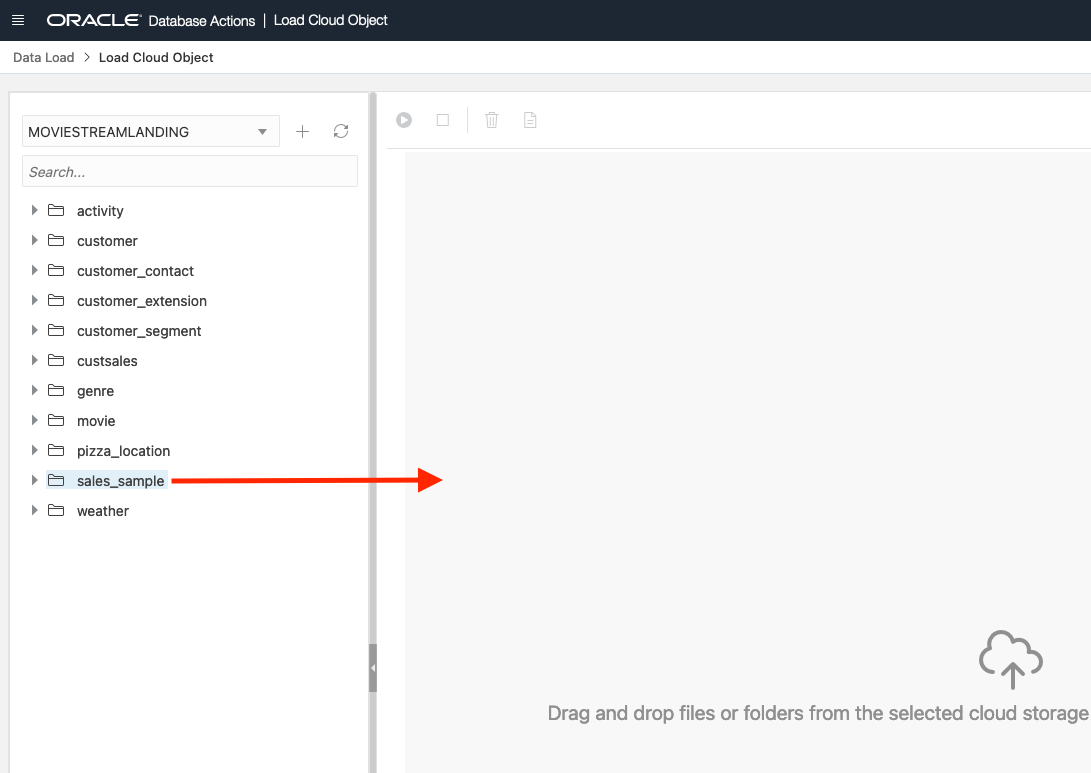 ORACLE Database Actions | Load Cloud Object
Data Load > Load Cloud Object
MOVIESTREAMLANDING
Search...
activity
customer
customer_contact
customer_extension
customer_segment
custsales
genre
movie
pizza_location
sales_sample
weather
Drag and drop files or folders from the selected cloud storage